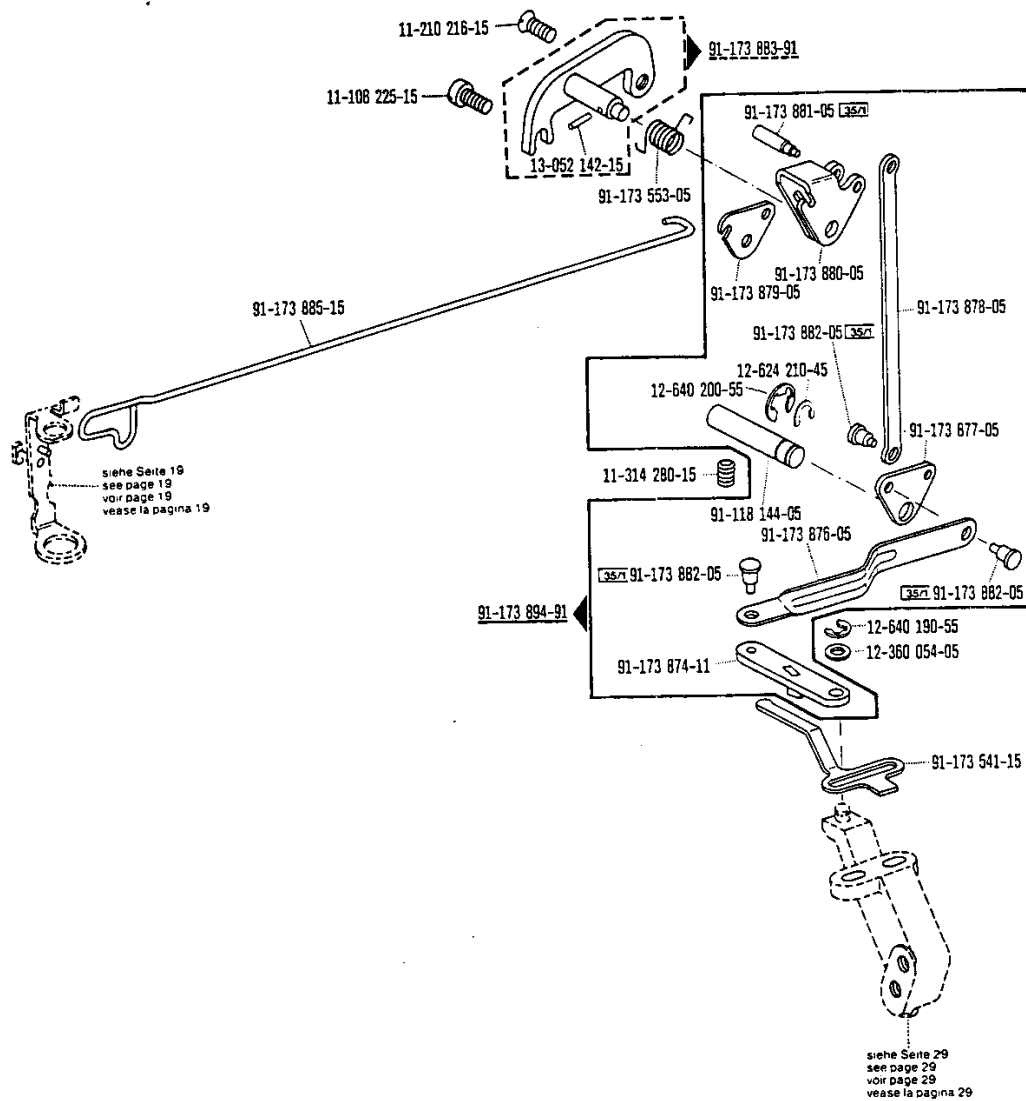 11-210 216-15
91-173 883-91
11-108 225-15
91-173 881-05 35/1
13-052 142-15
91-173 553-05
91-173 880-05
91-173 879-05
91-173 885-15
91-173 878-05
91-173 882-05 35/1
12-624 210-45
12-640 200-55
91-173 877-05
siehe Seite 19
see page 19
voir page 19
vease la pagina 19
11-314 280-15
91-118 144-05
91-173 876-05
35/1 91-173 882-05
35/1 91-173 882-05
91-173 894-91
12-640 190-55
12-360 054-05
91-173 874-11
91-173 541-15
siehe Seite 29
see page 29
voir page 29
vease la pagina 29